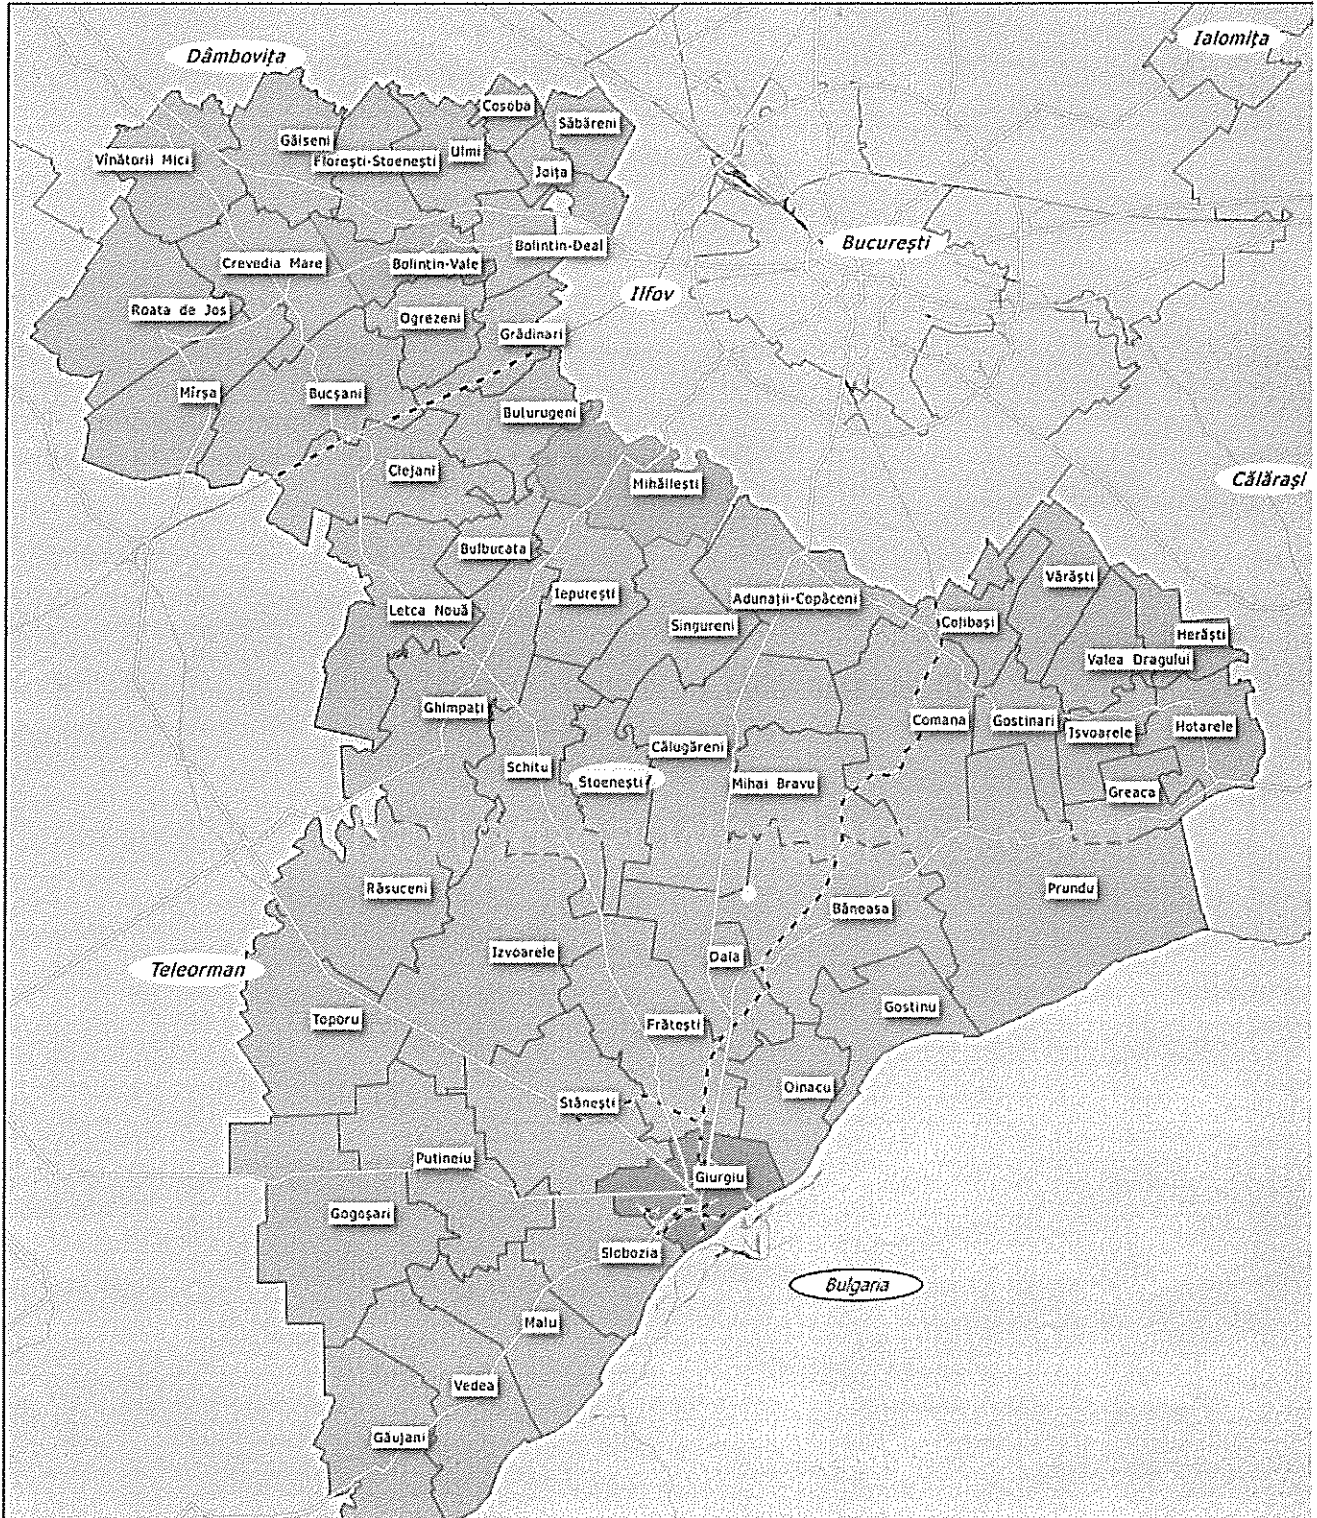 Ialomița
Dâmbovița
Cosoba
Săbăreni
Găiseni
Ulmi
Vînătorii Mici
Florești-Stoenești
Joița
București
Bolintin-Deal
Crevedia Mare
Bolintin-Vale
Ilfov
Roata de Jos
Ogrezeni
Grădinari
Mîrșa
Bucșani
Bulurugeni
Clejani
Călărași
Mihăilești
Bulbucata
Vărăști
Iepurești
Adunații-Copăceni
Letca Nouă
Singureni
Colibași
Herăști
Valea Dragului
Ghimpați
Comana
Gostinari
Isvoarele
Hotarele
Călugăreni
Schitu
Stoenești
Mihai Bravu
Greaca
Răsuceni
Prundu
Băneasa
Izvoarele
Daia
Teleorman
Gostinu
Toporu
Frătești
Oinacu
Stănești
Putineiu
Giurgiu
Gogoșari
Slobozia
Bulgaria
Malu
Vedea
Găujani